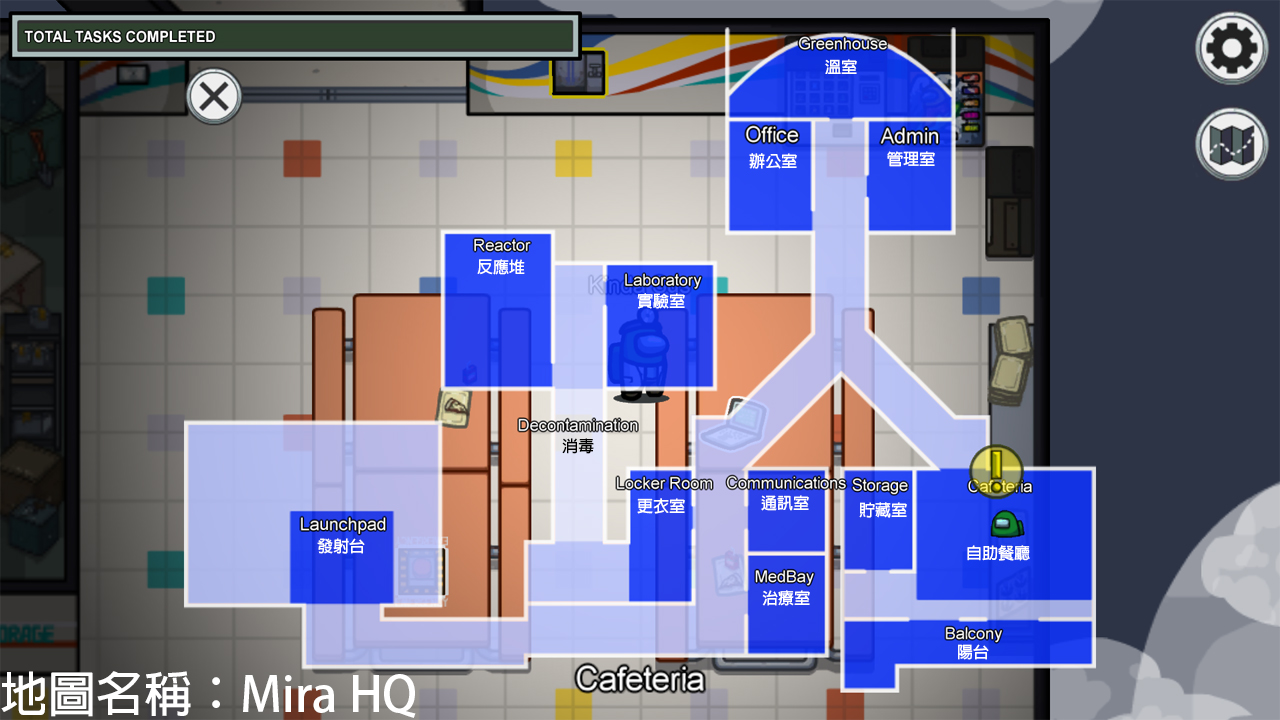 TOTAL TASKS COMPLETED
Greenhouse
溫室
Office
辦公室
Admin
管理室
Reactor
反應堆
Laboratory
實驗室
Decontamination
消毒
Locker Room
更衣室
Communications
通訊室
Storage
貯藏室
Cafeteria
自助餐廳
Launchpad
發射台
MedBay
治療室
Balcony
陽台
Cafeteria
地圖名稱：Mira HQ